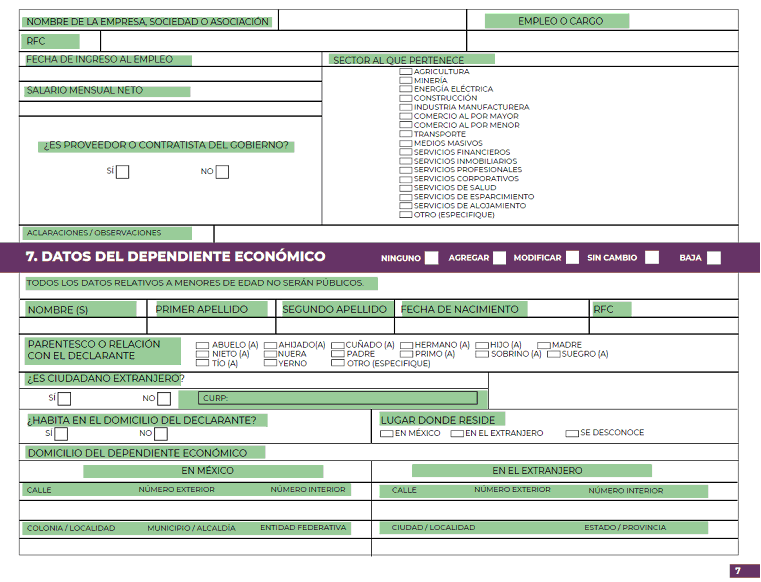 NOMBRE DE LA EMPRESA, SOCIEDAD O ASOCIACIÓN
EMPLEO O CARGO
RFC
FECHA DE INGRESO AL EMPLEO
SECTOR AL QUE PERTENECE
AGRICULTURA
MINERÍA
ENERGÍA ELÉCTRICA
CONSTRUCCIÓN
INDUSTRIA MANUFACTURERA
COMERCIO AL POR MAYOR
COMERCIO AL POR MENOR
TRANSPORTE
MEDIOS MASIVOS
SERVICIOS FINANCIEROS
SERVICIOS INMOBILIARIOS
SERVICIOS PROFESIONALES
SERVICIOS CORPORATIVOS
SERVICIOS DE SALUD
SERVICIOS DE ESPARCIMIENTO
SERVICIOS DE ALOJAMIENTO
OTRO (ESPECIFIQUE)
SALARIO MENSUAL NETO
¿ES PROVEEDOR O CONTRATISTA DEL GOBIERNO?
SÍ NO
ACLARACIONES / OBSERVACIONES
7. DATOS DEL DEPENDIENTE ECONÓMICO NINGUNO AGREGAR MODIFICAR SIN CAMBIO BAJA
TODOS LOS DATOS RELATIVOS A MENORES DE EDAD NO SERÁN PÚBLICOS.
NOMBRE (S) PRIMER APELLIDO SEGUNDO APELLIDO FECHA DE NACIMIENTO RFC
PARENTESCO O RELACIÓN
CON EL DECLARANTE
ABUELO (A) AHIJADO(A) CUÑADO (A) HERMANO (A) HIJO (A) MADRE
NIETO (A) NUERA PADRE PRIMO (A) SOBRINO (A) SUEGRO (A)
TÍO (A) YERNO OTRO (ESPECIFIQUE)
¿ES CIUDADANO EXTRANJERO?
SÍ NO CURP:
¿HABITA EN EL DOMICILIO DEL DECLARANTE?
SÍ NO
LUGAR DONDE RESIDE
EN MÉXICO EN EL EXTRANJERO SE DESCONOCE
DOMICILIO DEL DEPENDIENTE ECONÓMICO
EN MÉXICO EN EL EXTRANJERO
CALLE NÚMERO EXTERIOR NÚMERO INTERIOR CALLE NÚMERO EXTERIOR NÚMERO INTERIOR
COLONIA / LOCALIDAD MUNICIPIO / ALCALDÍA ENTIDAD FEDERATIVA CIUDAD / LOCALIDAD ESTADO / PROVINCIA
7